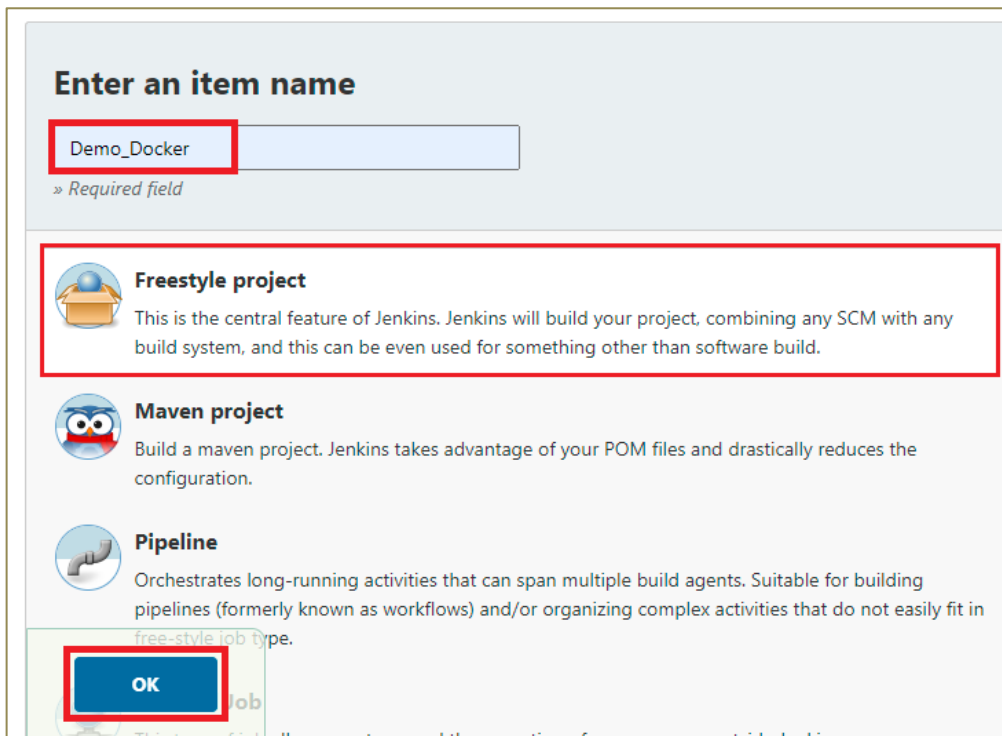 Enter an item name
Demo_Docker
» Required field
Freestyle project
This is the central feature of Jenkins. Jenkins will build your project, combining any SCM with any
build system, and this can be even used for something other than software build.
Maven project
Build a maven project. Jenkins takes advantage of your POM files and drastically reduces the
configuration.
Pipeline
Orchestrates long-running activities that can span multiple build agents. Suitable for building
pipelines (formerly known as workflows) and/or organizing complex activities that do not easily fit in
free-style job type.
OK
Job